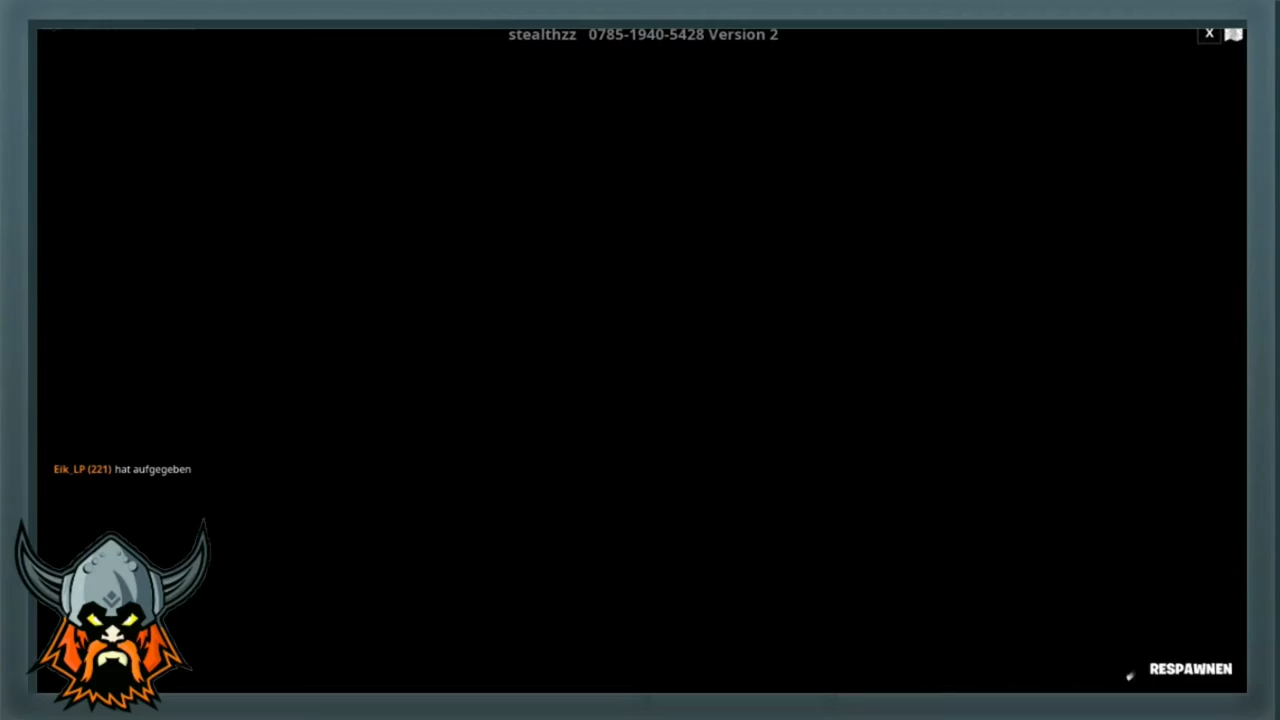 stealthzz 0785-1940-5428 Version 2
X
Eik_LP (221) hat aufgegeben
RESPAWNEN